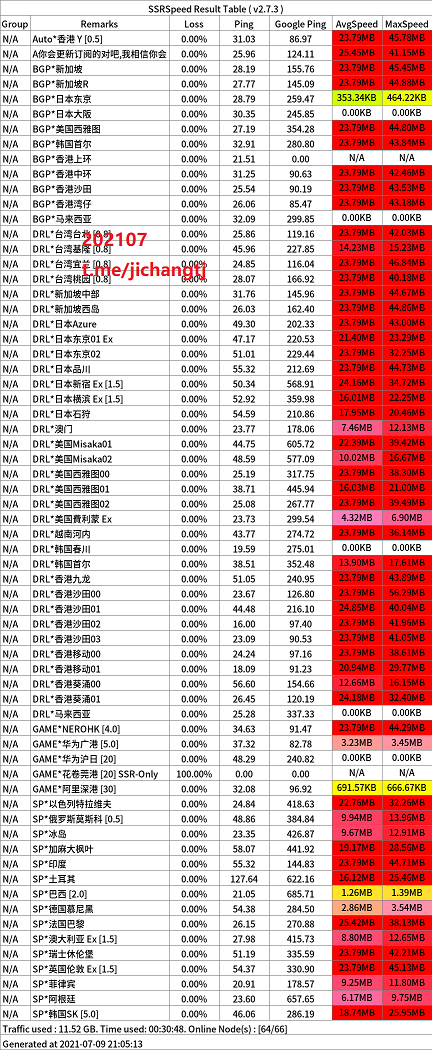 SSRSpeed Result Table ( v2.7.3 )
Group Remarks Loss Ping Google Ping AvgSpeed MaxSpeed
N/A Auto*香港 Y [0.5] 0.00% 31.03 86.97 23.79MB 45.78MB
N/A A你会更新订阅的对吧,我相信你会 0.00% 25.96 124.11 25.45MB 41.15MB
N/A BGP*新加坡 0.00% 28.19 155.76 23.79MB 45.45MB
N/A BGP*新加坡R 0.00% 27.77 145.09 23.79MB 44.88MB
N/A BGP*日本东京 0.00% 28.79 259.47 353.34KB 464.22KB
N/A BGP*日本大阪 0.00% 30.35 245.85 0.00KB 0.00KB
N/A BGP*美国西雅图 0.00% 27.19 354.28 23.79MB 44.80MB
N/A BGP*韩国首尔 0.00% 32.91 280.80 23.79MB 43.84MB
N/A BGP*香港上环 0.00% 21.51 0.00 N/A N/A
N/A BGP*香港中环 0.00% 31.25 90.63 23.79MB 42.46MB
N/A BGP*香港沙田 0.00% 25.54 90.19 23.79MB 43.53MB
N/A BGP*香港湾仔 0.00% 26.06 85.47 23.79MB 43.18MB
N/A BGP*马来西亚 0.00% 32.09 299.85 0.00KB 0.00KB
N/A DRL*台湾台北 [0.8] 0.00% 25.86 119.16 23.79MB 42.03MB
202107
N/A DRL*台湾基隆 [0.8] 0.00% 45.96 227.85 14.23MB 15.23MB
N/A DRL*台湾宜兰 [0.8] 0.00% 24.85 116.04 23.79MB 46.84MB
t.me/jichangtj
N/A DRL*台湾桃园 [0.8] 0.00% 28.07 166.92 23.79MB 40.18MB
N/A DRL*新加坡中部 0.00% 31.76 145.96 23.79MB 44.67MB
N/A DRL*新加坡西岛 0.00% 26.03 162.40 23.79MB 44.86MB
N/A DRL*日本Azure 0.00% 49.30 202.33 23.79MB 43.00MB
N/A DRL*日本东京01 Ex 0.00% 47.17 220.53 21.40MB 23.29MB
N/A DRL*日本东京02 0.00% 51.01 229.44 23.79MB 32.25MB
N/A DRL*日本品川 0.00% 55.32 212.69 23.79MB 44.73MB
N/A DRL*日本新宿 Ex [1.5] 0.00% 50.34 568.91 24.16MB 34.72MB
N/A DRL*日本横滨 Ex [1.5] 0.00% 52.92 359.98 16.01MB 22.25MB
N/A DRL*日本石狩 0.00% 54.59 210.86 17.95MB 20.46MB
N/A DRL*澳门 0.00% 23.77 178.06 7.46MB 12.13MB
N/A DRL*美国Misaka01 0.00% 44.75 605.72 22.39MB 39.42MB
N/A DRL*美国Misaka02 0.00% 48.59 577.09 10.02MB 16.67MB
N/A DRL*美国西雅图00 0.00% 25.19 317.75 23.79MB 38.30MB
N/A DRL*美国西雅图01 0.00% 38.71 445.94 16.03MB 21.00MB
N/A DRL*美国西雅图02 0.00% 25.08 267.77 23.79MB 39.49MB
N/A DRL*美国費利蒙 Ex 0.00% 23.73 299.54 4.32MB 6.90MB
N/A DRL*越南河内 0.00% 43.77 274.72 23.79MB 36.14MB
N/A DRL*韩国春川 0.00% 19.59 275.01 0.00KB 0.00KB
N/A DRL*韩国首尔 0.00% 38.51 352.48 13.90MB 17.61MB
N/A DRL*香港九龙 0.00% 51.05 240.95 23.79MB 43.89MB
N/A DRL*香港沙田00 0.00% 23.67 126.80 23.79MB 56.29MB
N/A DRL*香港沙田01 0.00% 44.48 216.10 24.85MB 40.04MB
N/A DRL*香港沙田02 0.00% 16.00 97.40 23.79MB 41.96MB
N/A DRL*香港沙田03 0.00% 23.09 90.53 23.79MB 41.05MB
N/A DRL*香港移动00 0.00% 24.24 97.16 23.79MB 38.61MB
N/A DRL*香港移动01 0.00% 18.09 91.23 20.94MB 29.77MB
N/A DRL*香港葵涌00 0.00% 56.60 154.66 12.66MB 16.15MB
N/A DRL*香港葵涌01 0.00% 26.45 120.19 24.18MB 32.40MB
N/A DRL*马来西亚 0.00% 25.28 337.33 0.00KB 0.00KB
N/A GAME*NEROHK [4.0] 0.00% 34.63 91.47 23.79MB 44.29MB
N/A GAME*华为广港 [5.0] 0.00% 37.32 82.78 3.23MB 3.45MB
N/A GAME*华为沪日 [20] 0.00% 48.29 240.82 0.00KB 0.00KB
N/A GAME*花卷莞港 [20] SSR-Only 100.00% 0.00 0.00 N/A N/A
N/A GAME*阿里深港 [30] 0.00% 32.08 96.92 691.57KB 666.67KB
N/A SP*以色列特拉维夫 0.00% 24.84 418.63 22.76MB 32.26MB
N/A SP*俄罗斯莫斯科 [0.5] 0.00% 48.86 384.84 9.94MB 13.96MB
N/A SP*冰岛 0.00% 23.35 426.87 9.67MB 12.91MB
N/A SP*加麻大枫叶 0.00% 58.07 441.92 19.17MB 28.56MB
N/A SP*印度 0.00% 55.32 144.83 23.79MB 44.71MB
N/A SP*土耳其 0.00% 127.64 622.16 16.12MB 25.46MB
N/A SP*巴西 [2.0] 0.00% 21.05 685.71 1.26MB 1.39MB
N/A SP*德国慕尼黑 0.00% 54.38 284.50 2.86MB 3.54MB
N/A SP*法国巴黎 0.00% 26.15 270.88 25.42MB 38.13MB
N/A SP*澳大利亚 Ex [1.5] 0.00% 27.98 415.73 8.80MB 12.65MB
N/A SP*瑞士休伦堡 0.00% 51.19 335.59 23.79MB 42.21MB
N/A SP*英国伦敦 Ex [1.5] 0.00% 54.37 330.90 23.79MB 45.13MB
N/A SP*菲律宾 0.00% 20.91 178.57 9.25MB 11.80MB
N/A SP*阿根廷 0.00% 23.60 657.65 6.17MB 9.75MB
N/A SP*韩国SK [5.0] 0.00% 46.06 286.19 18.74MB 25.95MB
Traffic used : 11.52 GB. Time used: 00:30:48. Online Node(s) : [64/66]
Generated at 2021-07-09 21:05:13